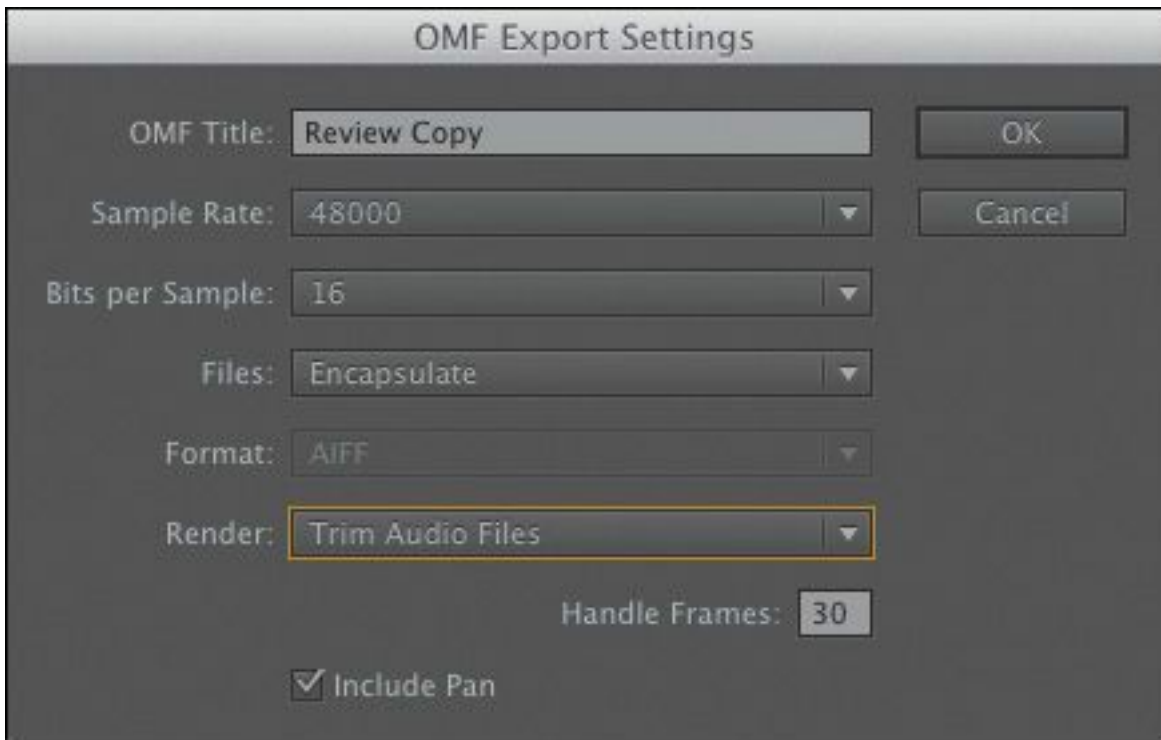 OMF Export Settings
OMF Title: Review Copy OK
Sample Rate: 48000 Cancel
Bits per Sample: 16
Files: Encapsulate
Format: AIFF
Render: Trim Audio Files
Handle Frames: 30
Include Pan